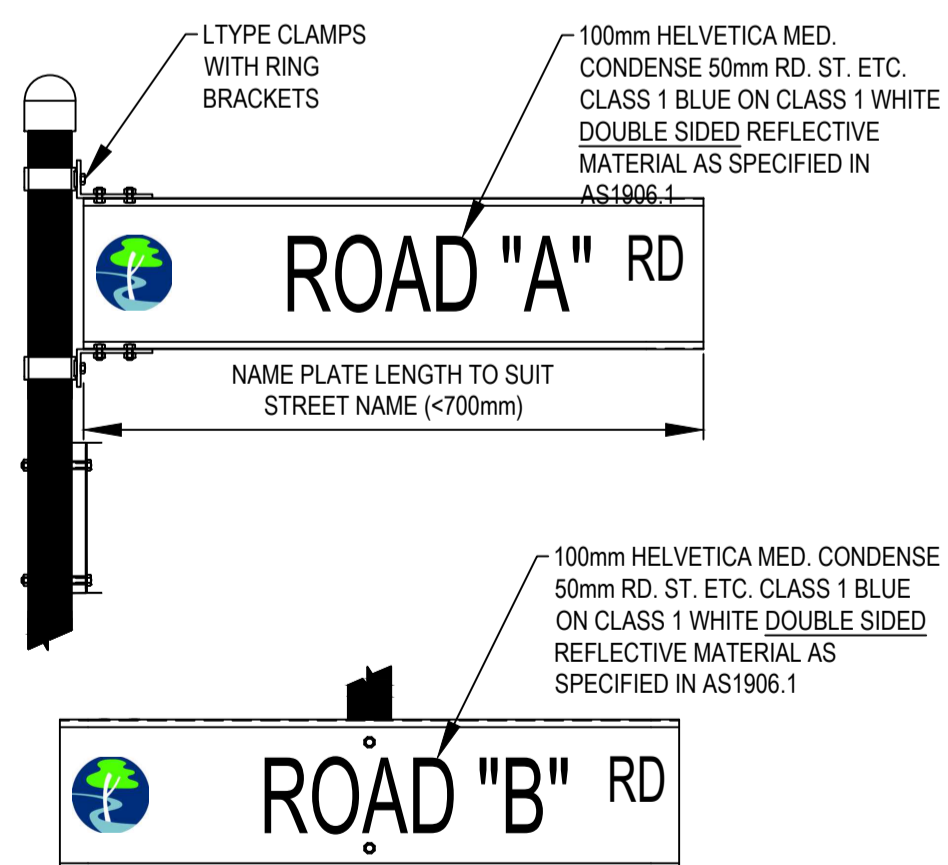 LTYPE CLAMPS
WITH RING
BRACKETS
100mm HELVETICA MED.
CONDENSE 50mm RD. ST. ETC.
CLASS 1 BLUE ON CLASS 1 WHITE
DOUBLE SIDED REFLECTIVE
MATERIAL AS SPECIFIED IN
AS1906.1
ROAD "A" RD
NAME PLATE LENGTH TO SUIT
STREET NAME (<700mm)
100mm HELVETICA MED. CONDENSE
50mm RD. ST. ETC. CLASS 1 BLUE
ON CLASS 1 WHITE DOUBLE SIDED
REFLECTIVE MATERIAL AS
SPECIFIED IN AS1906.1
ROAD "B" RD